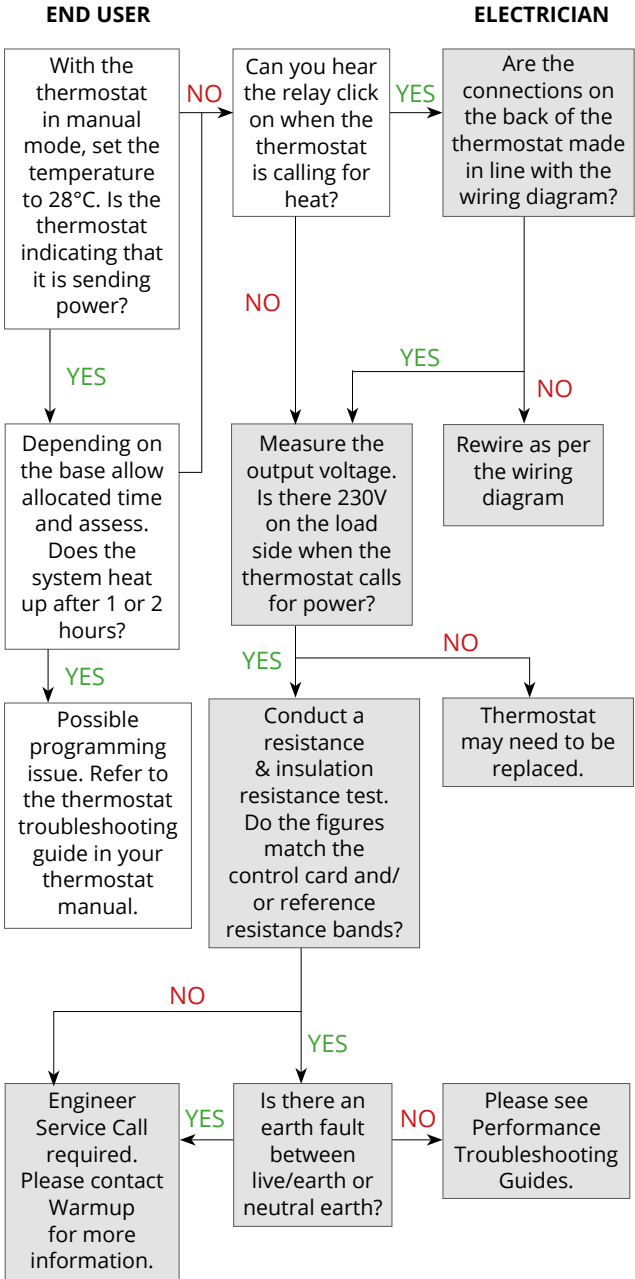 END USER
ELECTRICIAN
With the
thermostat
in manual
mode, set the
temperature
to 28°C. Is the
thermostat
indicating that
it is sending
power?
NO
Can you hear
the relay click
on when the
thermostat
is calling for
heat?
YES
Are the
connections on
the back of the
thermostat made
in line with the
wiring diagram?
YES
NO
YES
NO
Depending on
the base allow
allocated time
and assess.
Does the
system heat
up after 1 or 2
hours?
Measure the
output voltage.
Is there 230V
on the load
side when the
thermostat calls
for power?
Rewire as per
the wiring
diagram
YES
YES
NO
Possible
programming
issue. Refer to
the thermostat
troubleshooting
guide in your
thermostat
manual.
Conduct a
resistance
& insulation
resistance test.
Do the figures
match the
control card and/
or reference
resistance bands?
Thermostat
may need to be
replaced.
NO
YES
Engineer
Service Call
required.
Please contact
Warmup
for more
information.
YES
Is there an
earth fault
between
live/earth or
neutral earth?
NO
Please see
Performance
Troubleshooting
Guides.